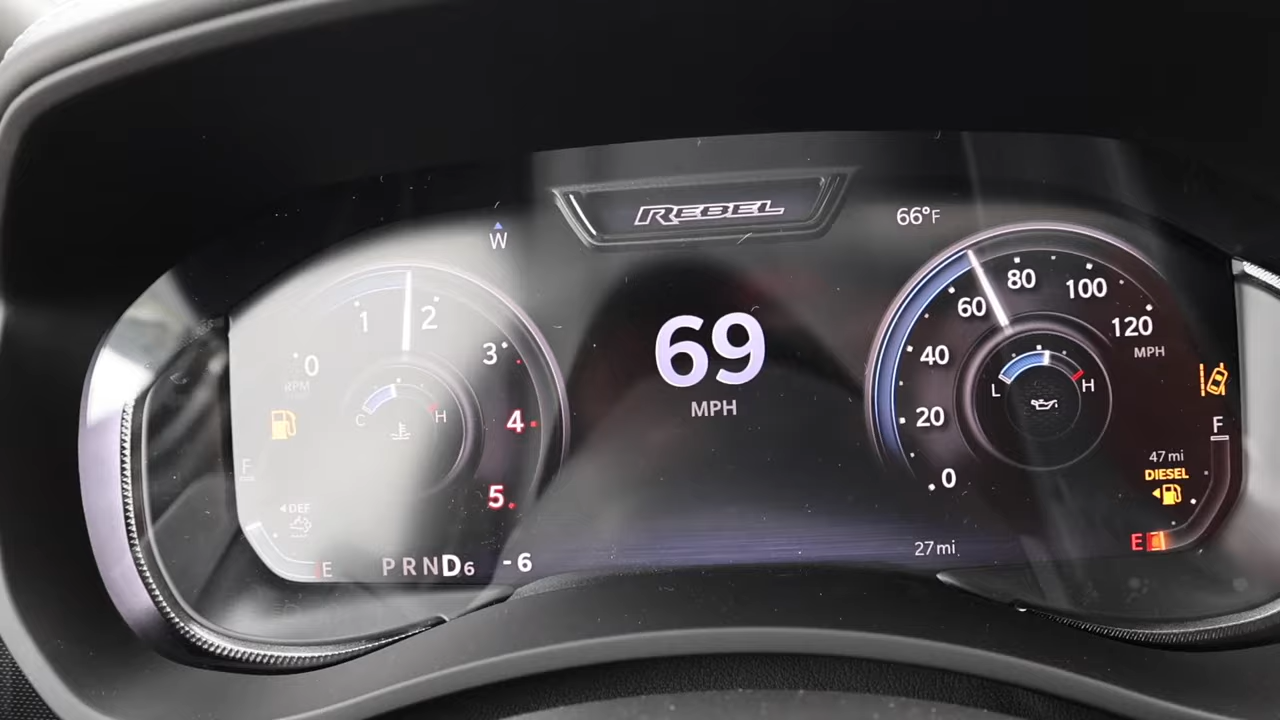 REBEL
W
66°F
0
1
2
3
4
5
RPM
C
H
F
◄DEF
E
PRND6 -6
69
MPH
0
20
40
60
80
100
120
MPH
L
H
F
47 mi
DIESEL
E
27 mi